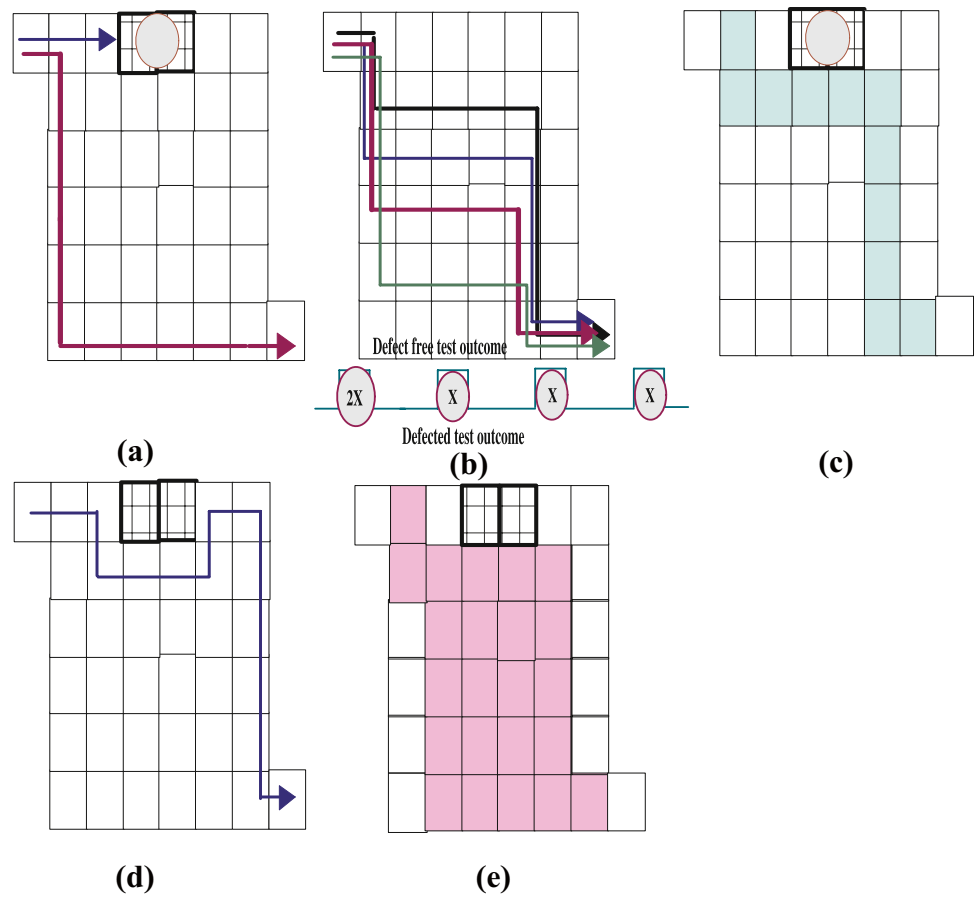 Defect free test outcome
2X X X X
Defected test outcome
(a) (b) (c)
(d) (e)